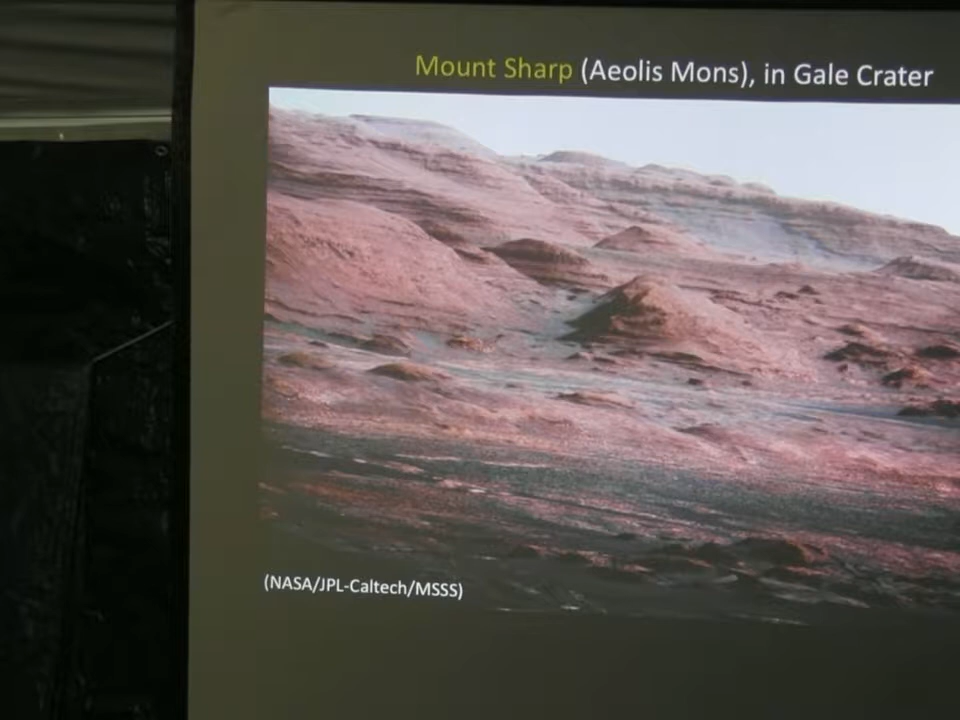 Mount Sharp (Aeolis Mons), in Gale Crater
(NASA/JPL-Caltech/MSSS)